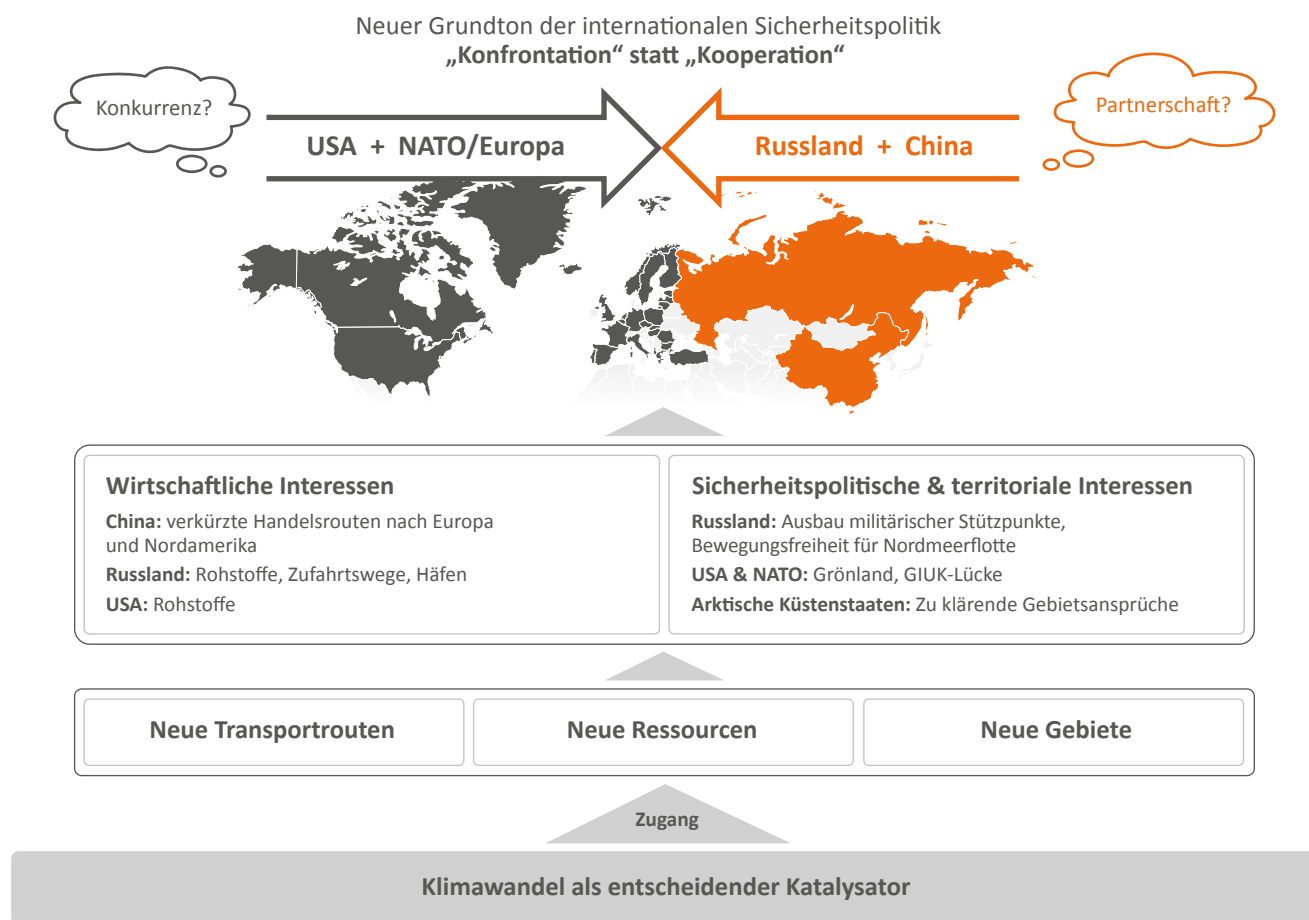 Neuer Grundton der internationalen Sicherheitspolitik
„Konfrontation“ statt „Kooperation“
Konkurrenz?
Partnerschaft?
USA + NATO/Europa
Russland + China
Wirtschaftliche Interessen
China: verkürzte Handelsrouten nach Europa
und Nordamerika
Russland: Rohstoffe, Zufahrtswege, Häfen
USA: Rohstoffe
Sicherheitspolitische & territoriale Interessen
Russland: Ausbau militärischer Stützpunkte,
Bewegungsfreiheit für Nordmeerflotte
USA & NATO: Grönland, GIUK-Lücke
Arktische Küstenstaaten: Zu klärende Gebietsansprüche
Neue Transportrouten
Neue Ressourcen
Neue Gebiete
Zugang
Klimawandel als entscheidender Katalysator